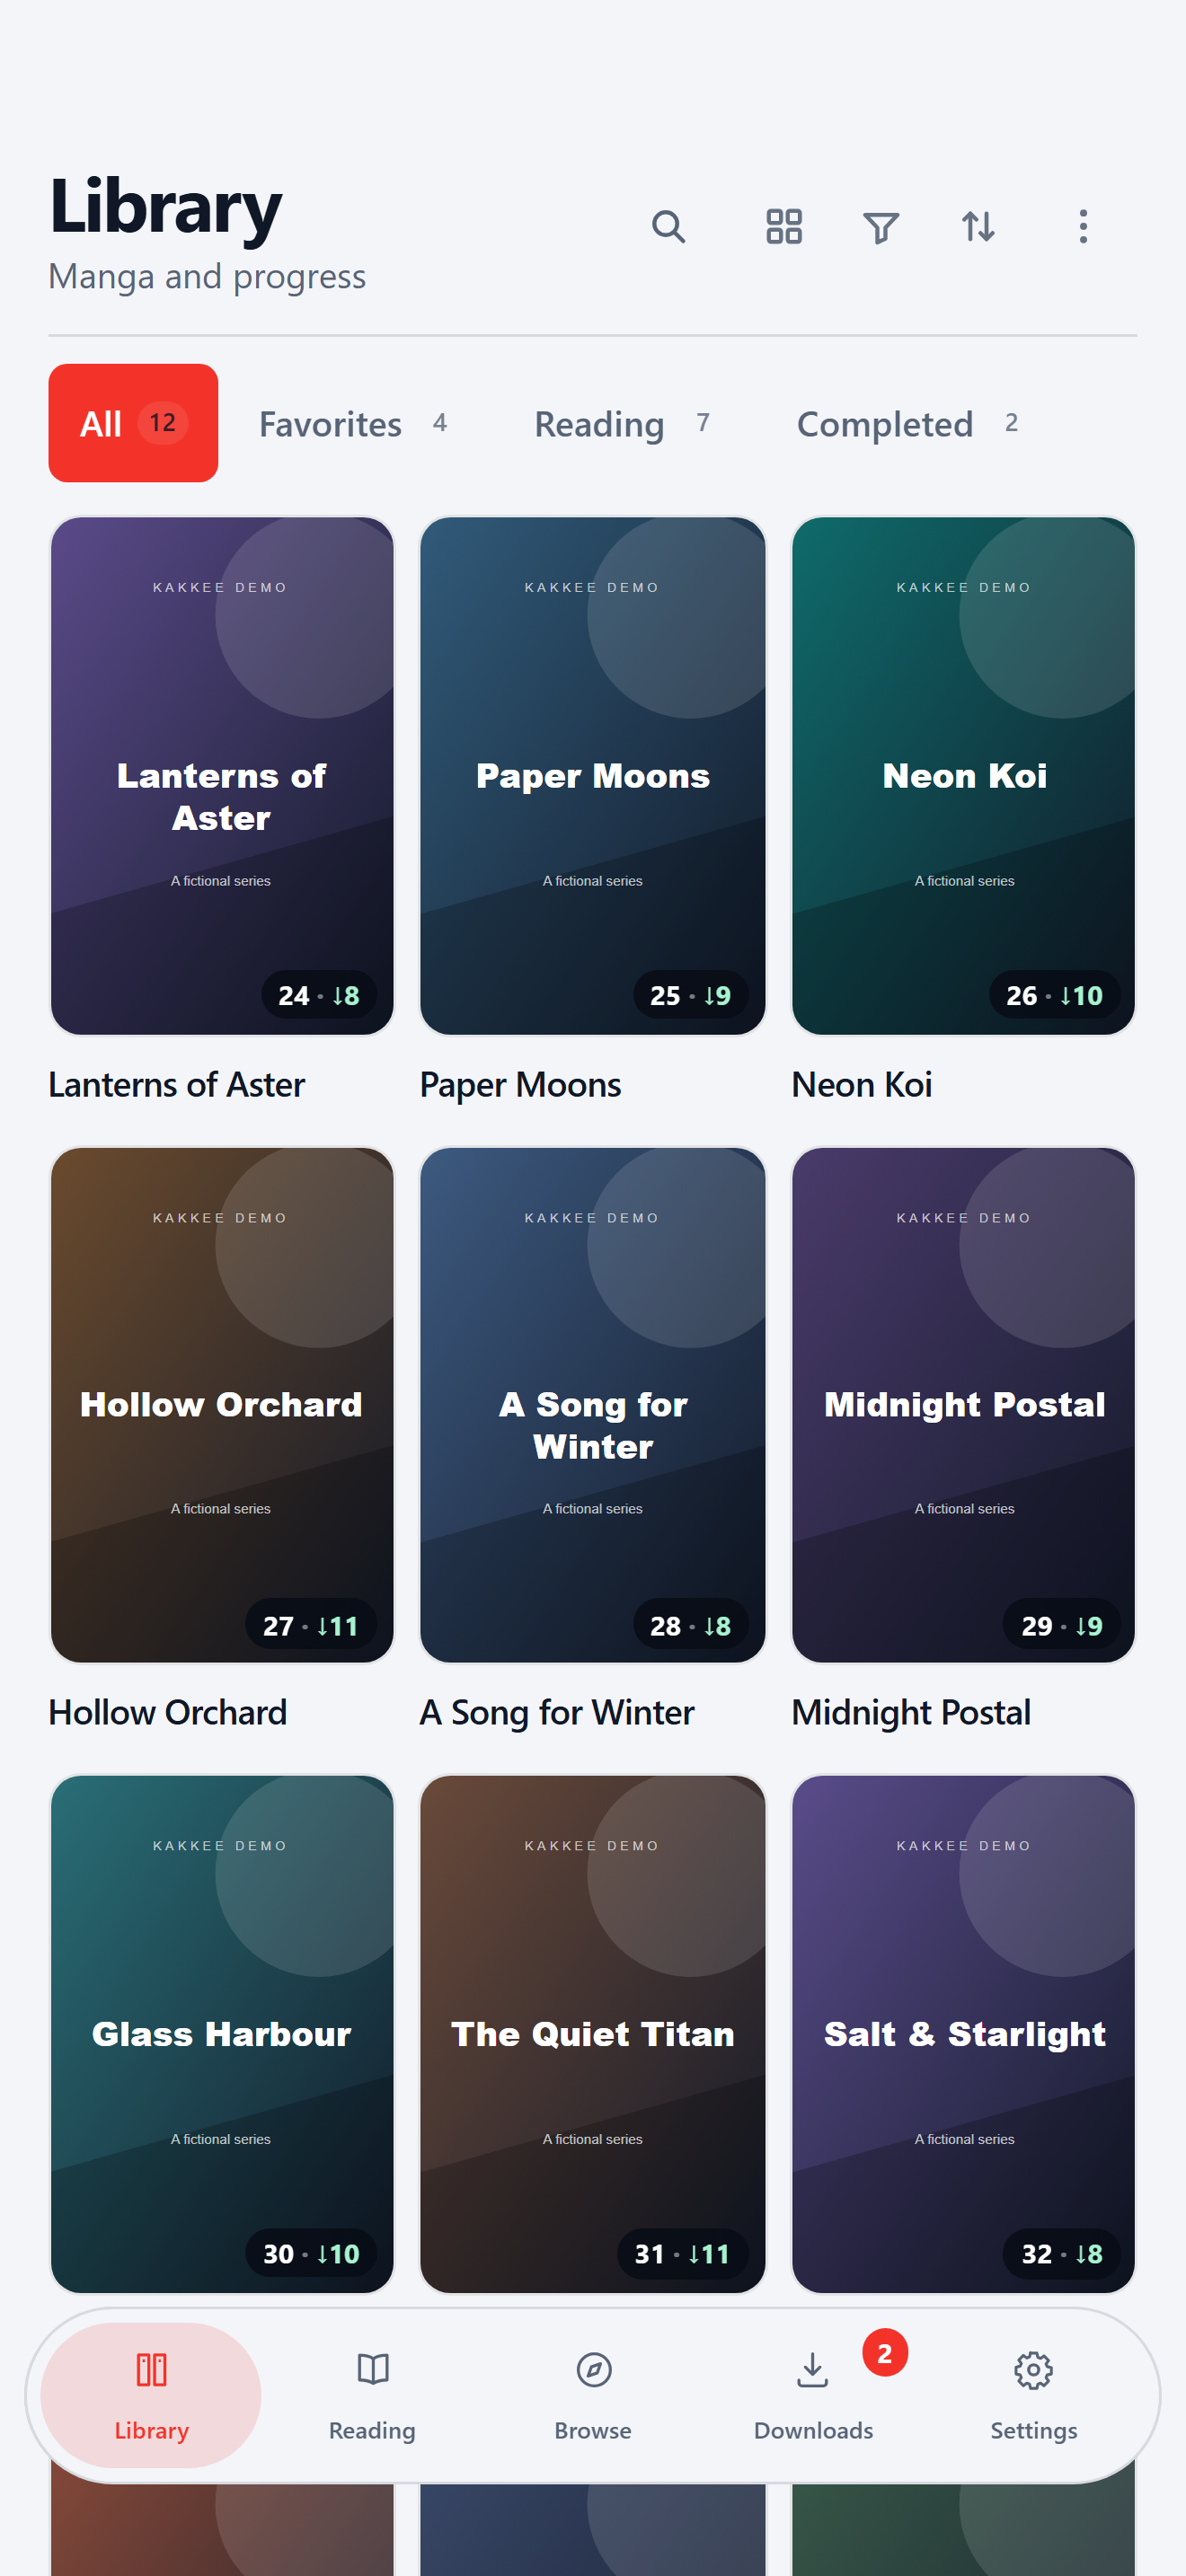 Library
Manga and progress
All 12 Favorites 4 Reading 7 Completed 2
KAKKEE DEMO
Lanterns of
Aster
A fictional series
24 · ↓8
Lanterns of Aster
KAKKEE DEMO
Paper Moons
A fictional series
25 · ↓9
Paper Moons
KAKKEE DEMO
Neon Koi
A fictional series
26 · ↓10
Neon Koi
KAKKEE DEMO
Hollow Orchard
A fictional series
27 · ↓11
Hollow Orchard
KAKKEE DEMO
A Song for
Winter
A fictional series
28 · ↓8
A Song for Winter
KAKKEE DEMO
Midnight Postal
A fictional series
29 · ↓9
Midnight Postal
KAKKEE DEMO
Glass Harbour
A fictional series
30 · ↓10
KAKKEE DEMO
The Quiet Titan
A fictional series
31 · ↓11
KAKKEE DEMO
Salt & Starlight
A fictional series
32 · ↓8
2
Library Reading Browse Downloads Settings